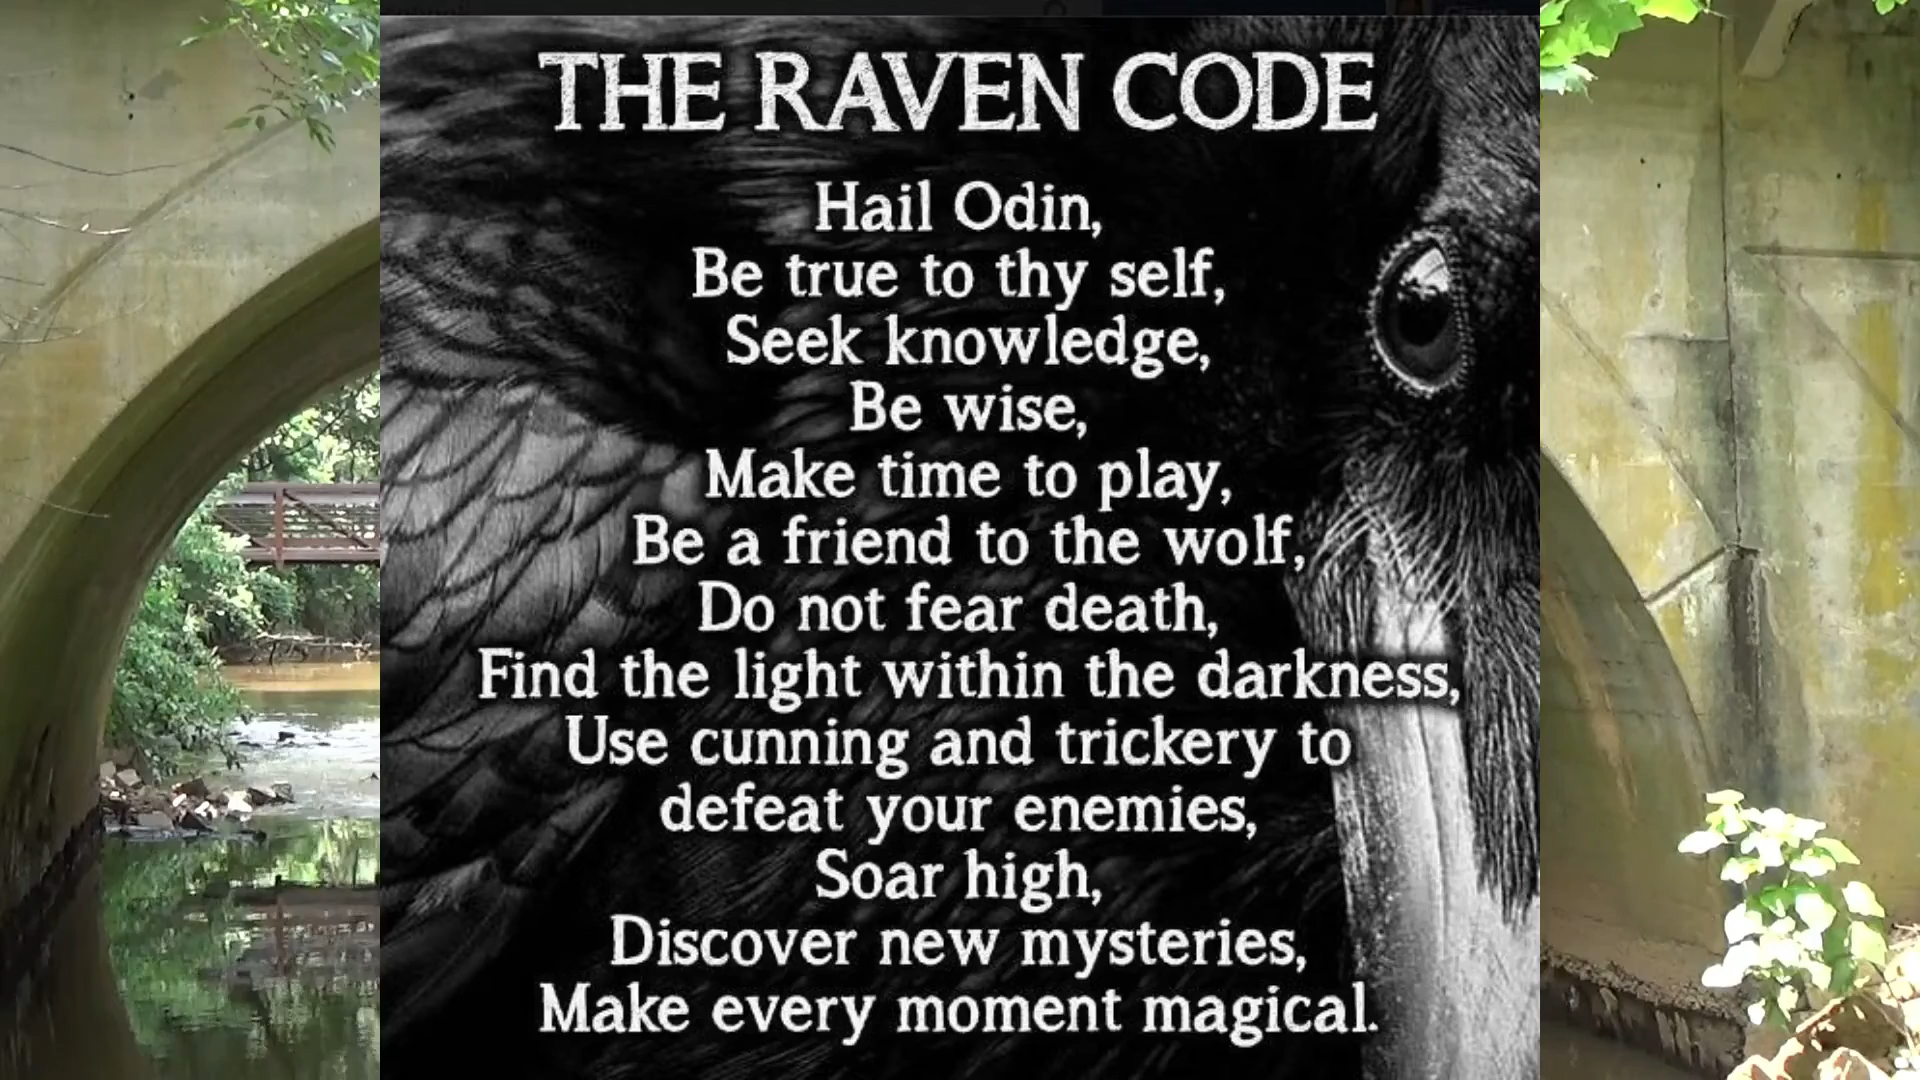 THE RAVEN CODE
Hail Odin,
Be true to thy self,
Seek knowledge,
Be wise,
Make time to play,
Be a friend to the wolf,
Do not fear death,
Find the light within the darkness,
Use cunning and trickery to
defeat your enemies,
Soar high,
Discover new mysteries,
Make every moment magical.